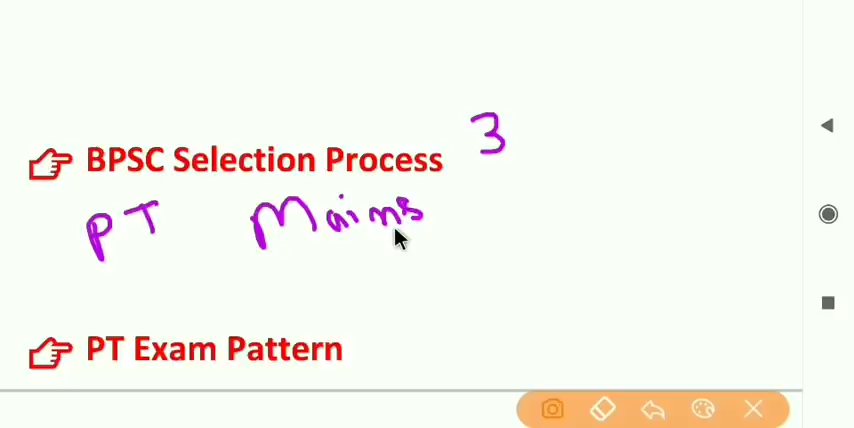 BPSC Selection Process 3
PT Mains
PT Exam Pattern